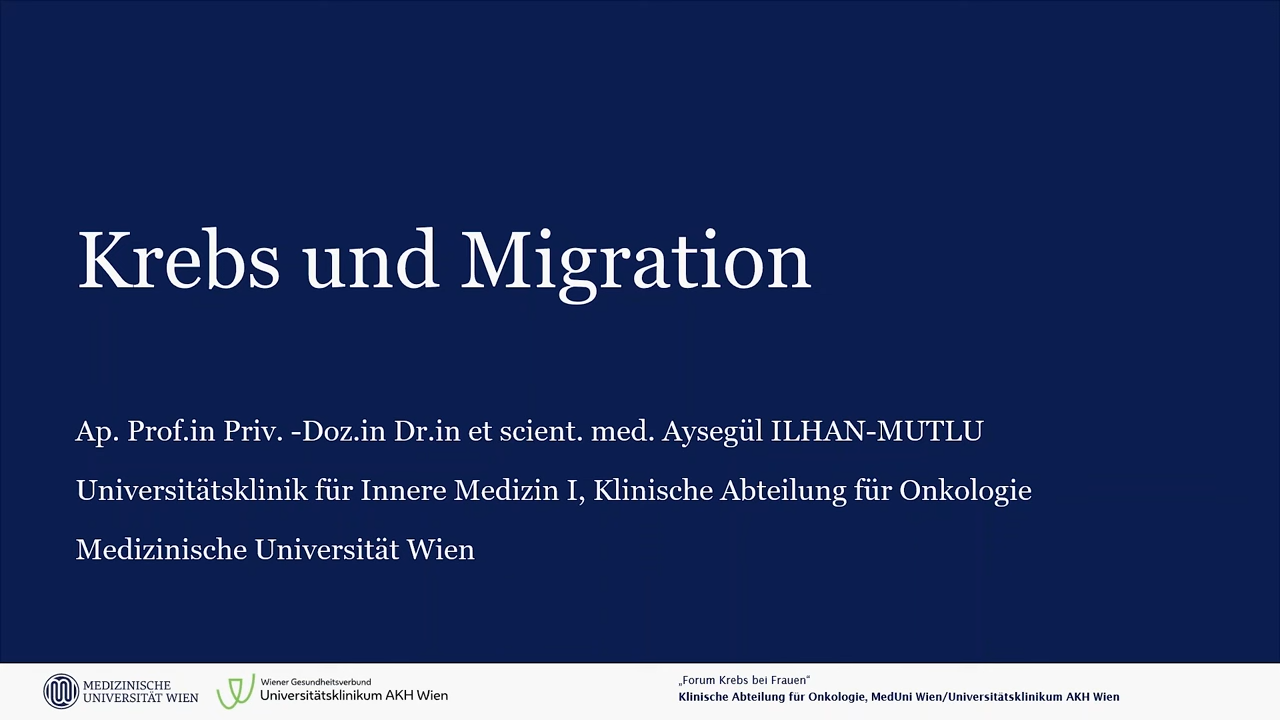 Krebs und Migration
Ap. Prof.in Priv. -Doz.in Dr.in et scient. med. Aysegül ILHAN-MUTLU
Universitätsklinik für Innere Medizin I, Klinische Abteilung für Onkologie
Medizinische Universität Wien
MEDIZINISCHE
UNIVERSITÄT WIEN
Wiener Gesundheitsverbund
Universitätsklinikum AKH Wien
„Forum Krebs bei Frauen“
Klinische Abteilung für Onkologie, MedUni Wien/Universitätsklinikum AKH Wien